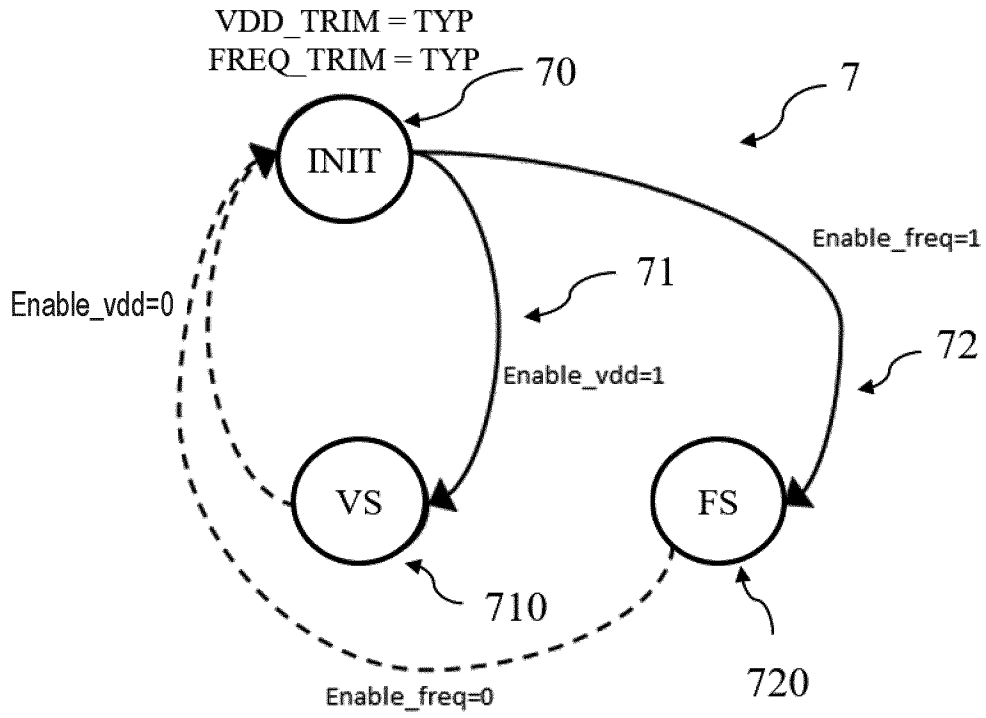 VDD_TRIM = TYP
FREQ_TRIM = TYP
70
7
INIT
Enable_freq=1
71
Enable_vdd=0
72
Enable_vdd=1
VS
FS
710
720
Enable_freq=0